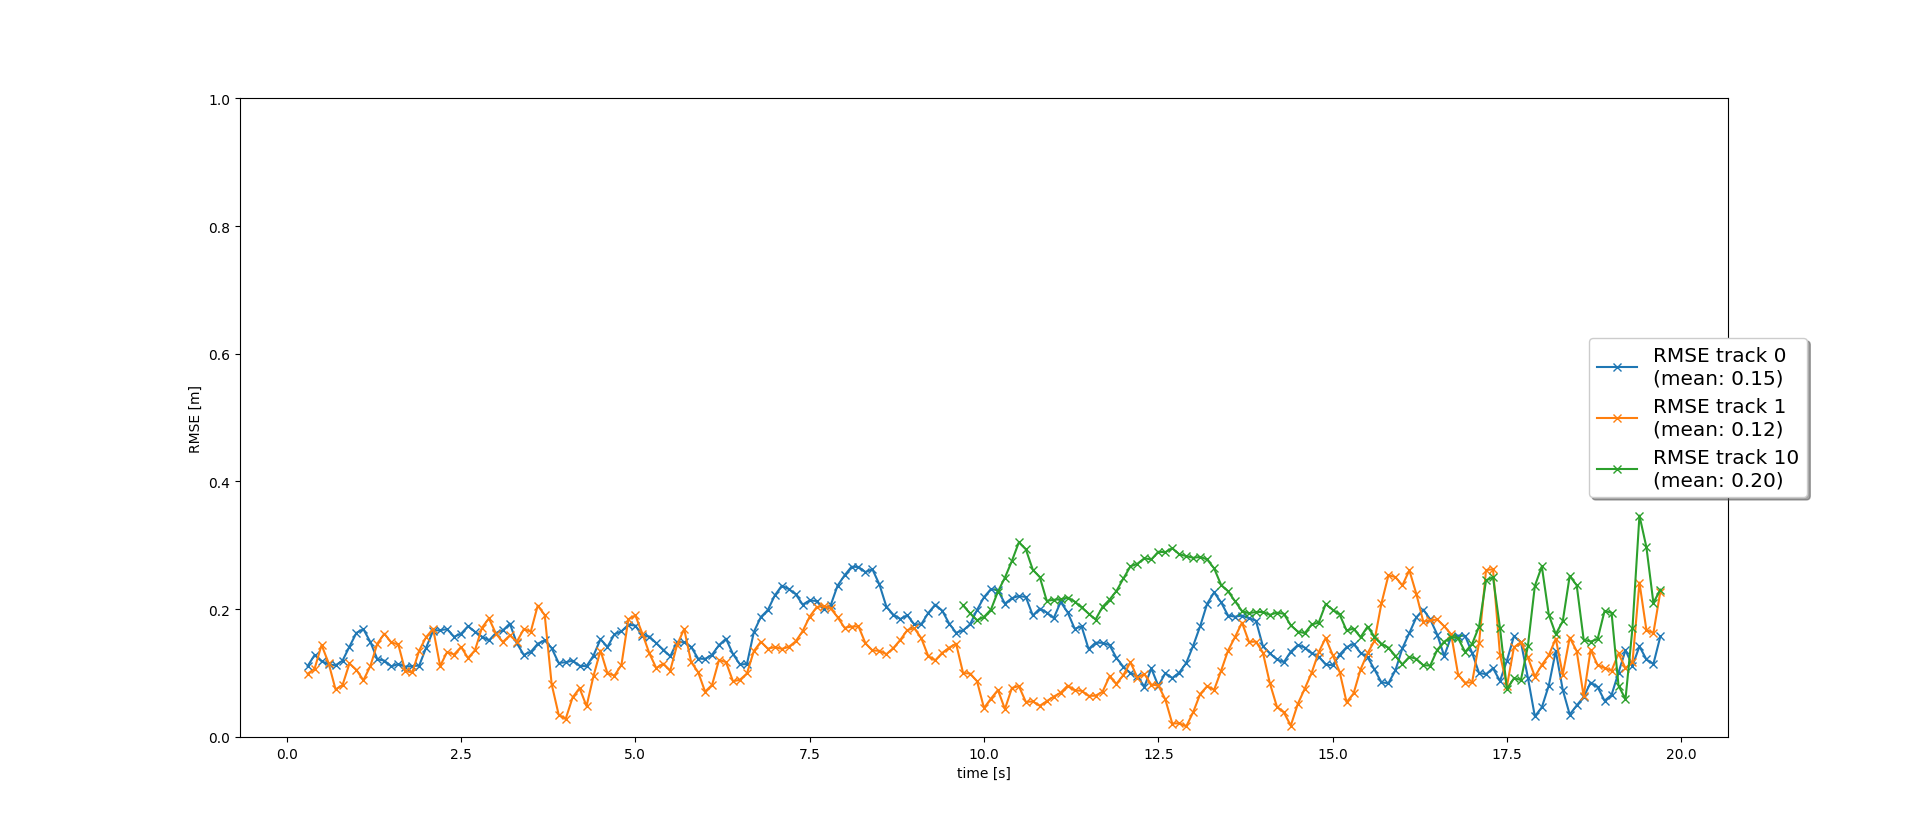 1.0
0.8
0.6
0.4
0.2
0.0
RMSE [m]
0.0 2.5 5.0 7.5 10.0 12.5 15.0 17.5 20.0
time [s]
RMSE track 0
(mean: 0.15)
RMSE track 1
(mean: 0.12)
RMSE track 10
(mean: 0.20)